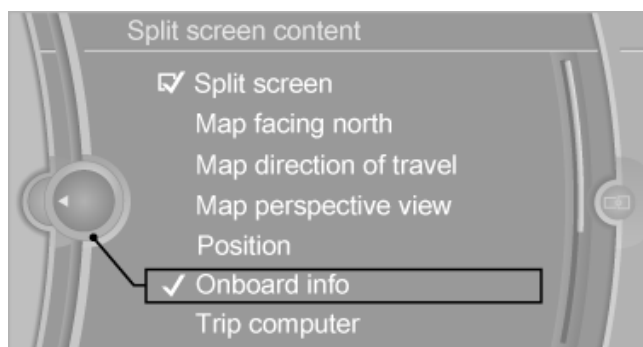 Split screen content
Split screen
Map facing north
Map direction of travel
Map perspective view
Position
Onboard info
Trip computer